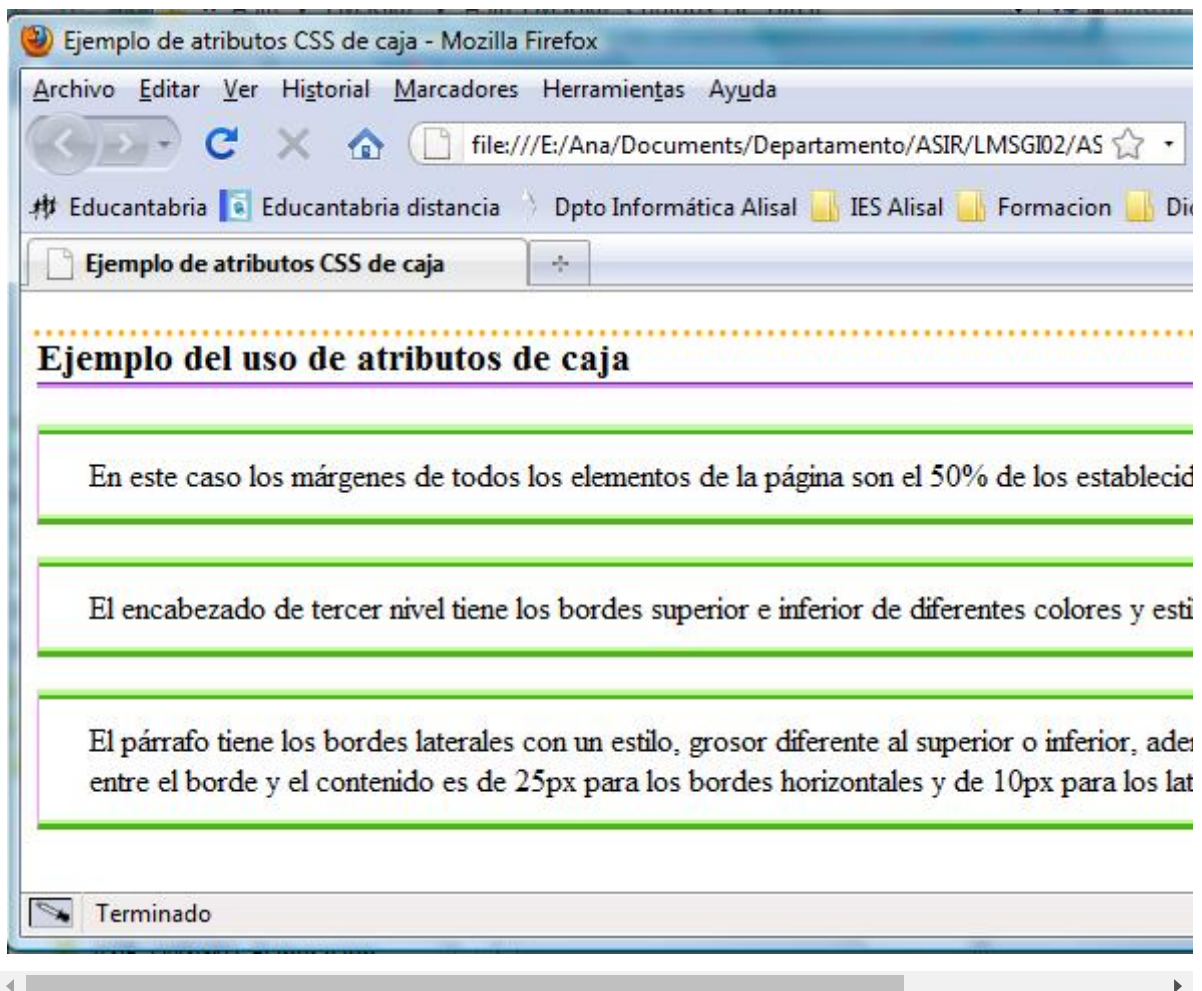 Ejemplo de atributos CSS de caja - Mozilla Firefox
Archivo Editar Ver Historial Marcadores Herramientas Ayuda
file:///E:/Ana/Documents/Departamento/ASIR/LMSGI02/AS
Educantabria Educantabria distancia Dpto Informática Alisal IES Alisal Formacion
Ejemplo de atributos CSS de caja
Ejemplo del uso de atributos de caja
En este caso los márgenes de todos los elementos de la página son el 50% de los establecid
El encabezado de tercer nivel tiene los bordes superior e inferior de diferentes colores y esti
El párrafo tiene los bordes laterales con un estilo, grosor diferente al superior o inferior, ade
entre el borde y el contenido es de 25px para los bordes horizontales y de 10px para los lat
Terminado